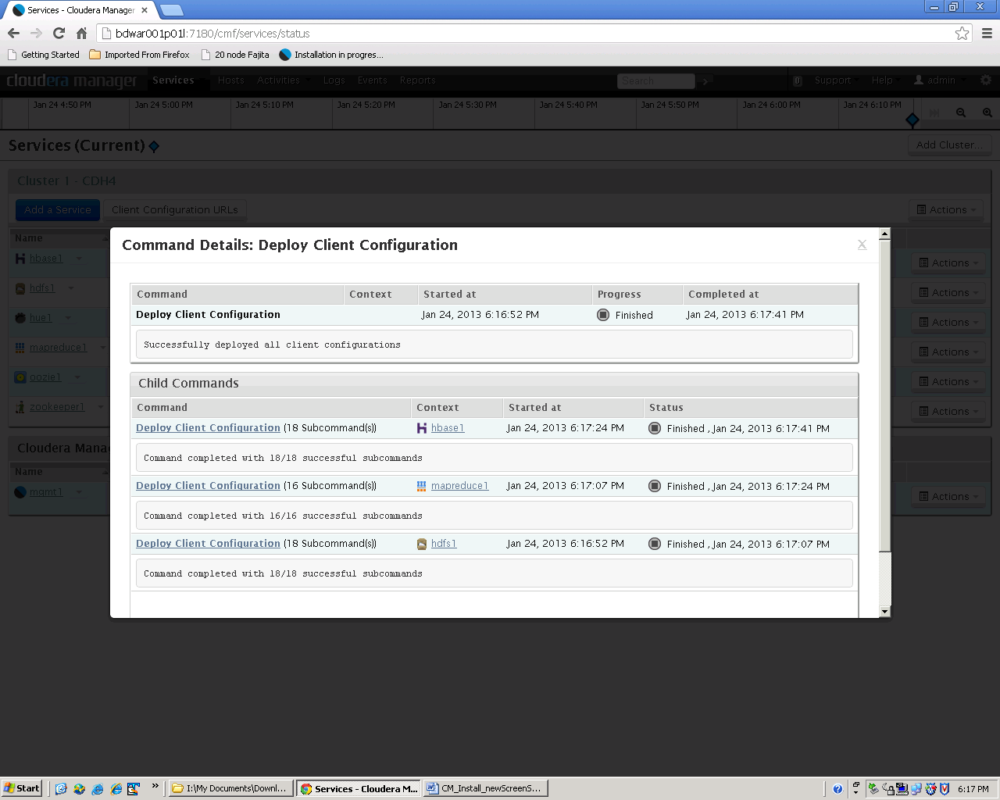 Services - Cloudera Manager
bdwar001p01l:7180/cmf/services/status
Getting Started Imported From Firefox 20 node Fajita Installation in progres...
cloudera manager Services Hosts Activities Logs Events Reports Search 0 Support Help admin
Jan 24 4:50 PM Jan 24 5:00 PM Jan 24 5:10 PM Jan 24 5:20 PM Jan 24 5:30 PM Jan 24 5:40 PM Jan 24 5:50 PM Jan 24 6:00 PM Jan 24 6:10 PM
Services (Current) Add Cluster...
Cluster 1 - CDH4
Add a Service Client Configuration URLs Actions
Name
hbase1 Actions
hdfs1 Actions
hue1 Actions
mapreduce1 Actions
oozie1 Actions
zookeeper1 Actions
Cloudera Mana
Name
mgmt1 Actions
Command Details: Deploy Client Configuration X
Command Context Started at Progress Completed at
Deploy Client Configuration Jan 24, 2013 6:16:52 PM Finished Jan 24, 2013 6:17:41 PM
Successfully deployed all client configurations
Child Commands
Command Context Started at Status
Deploy Client Configuration (18 Subcommand(s)) hbase1 Jan 24, 2013 6:17:24 PM Finished , Jan 24, 2013 6:17:41 PM
Command completed with 18/18 successful subcommands
Deploy Client Configuration (16 Subcommand(s)) mapreduce1 Jan 24, 2013 6:17:07 PM Finished , Jan 24, 2013 6:17:24 PM
Command completed with 16/16 successful subcommands
Deploy Client Configuration (18 Subcommand(s)) hdfs1 Jan 24, 2013 6:16:52 PM Finished , Jan 24, 2013 6:17:07 PM
Command completed with 18/18 successful subcommands
Start I:\My Documents\Downl... Services - Cloudera M... CM_Install_newScreenS... 6:17 PM